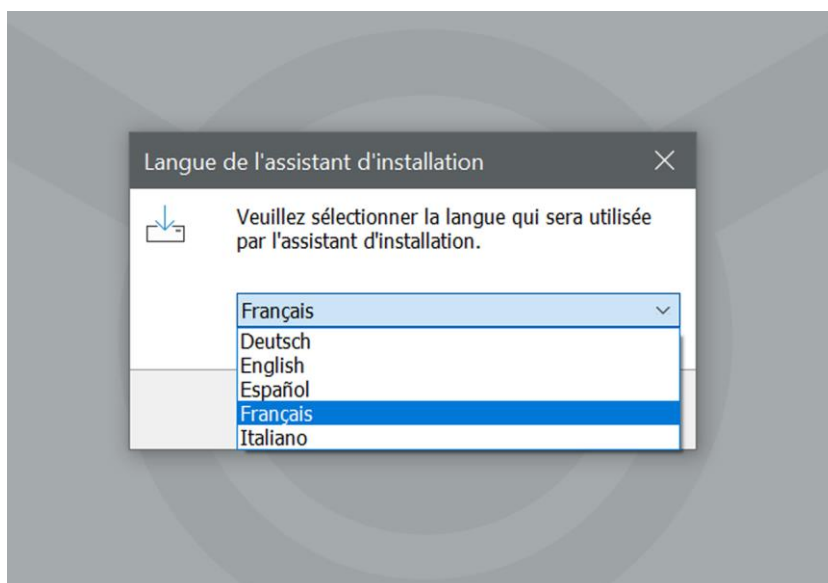 Langue de l'assistant d'installation
Veuillez sélectionner la langue qui sera utilisée
par l'assistant d'installation.
Français
Deutsch
English
Español
Français
Italiano